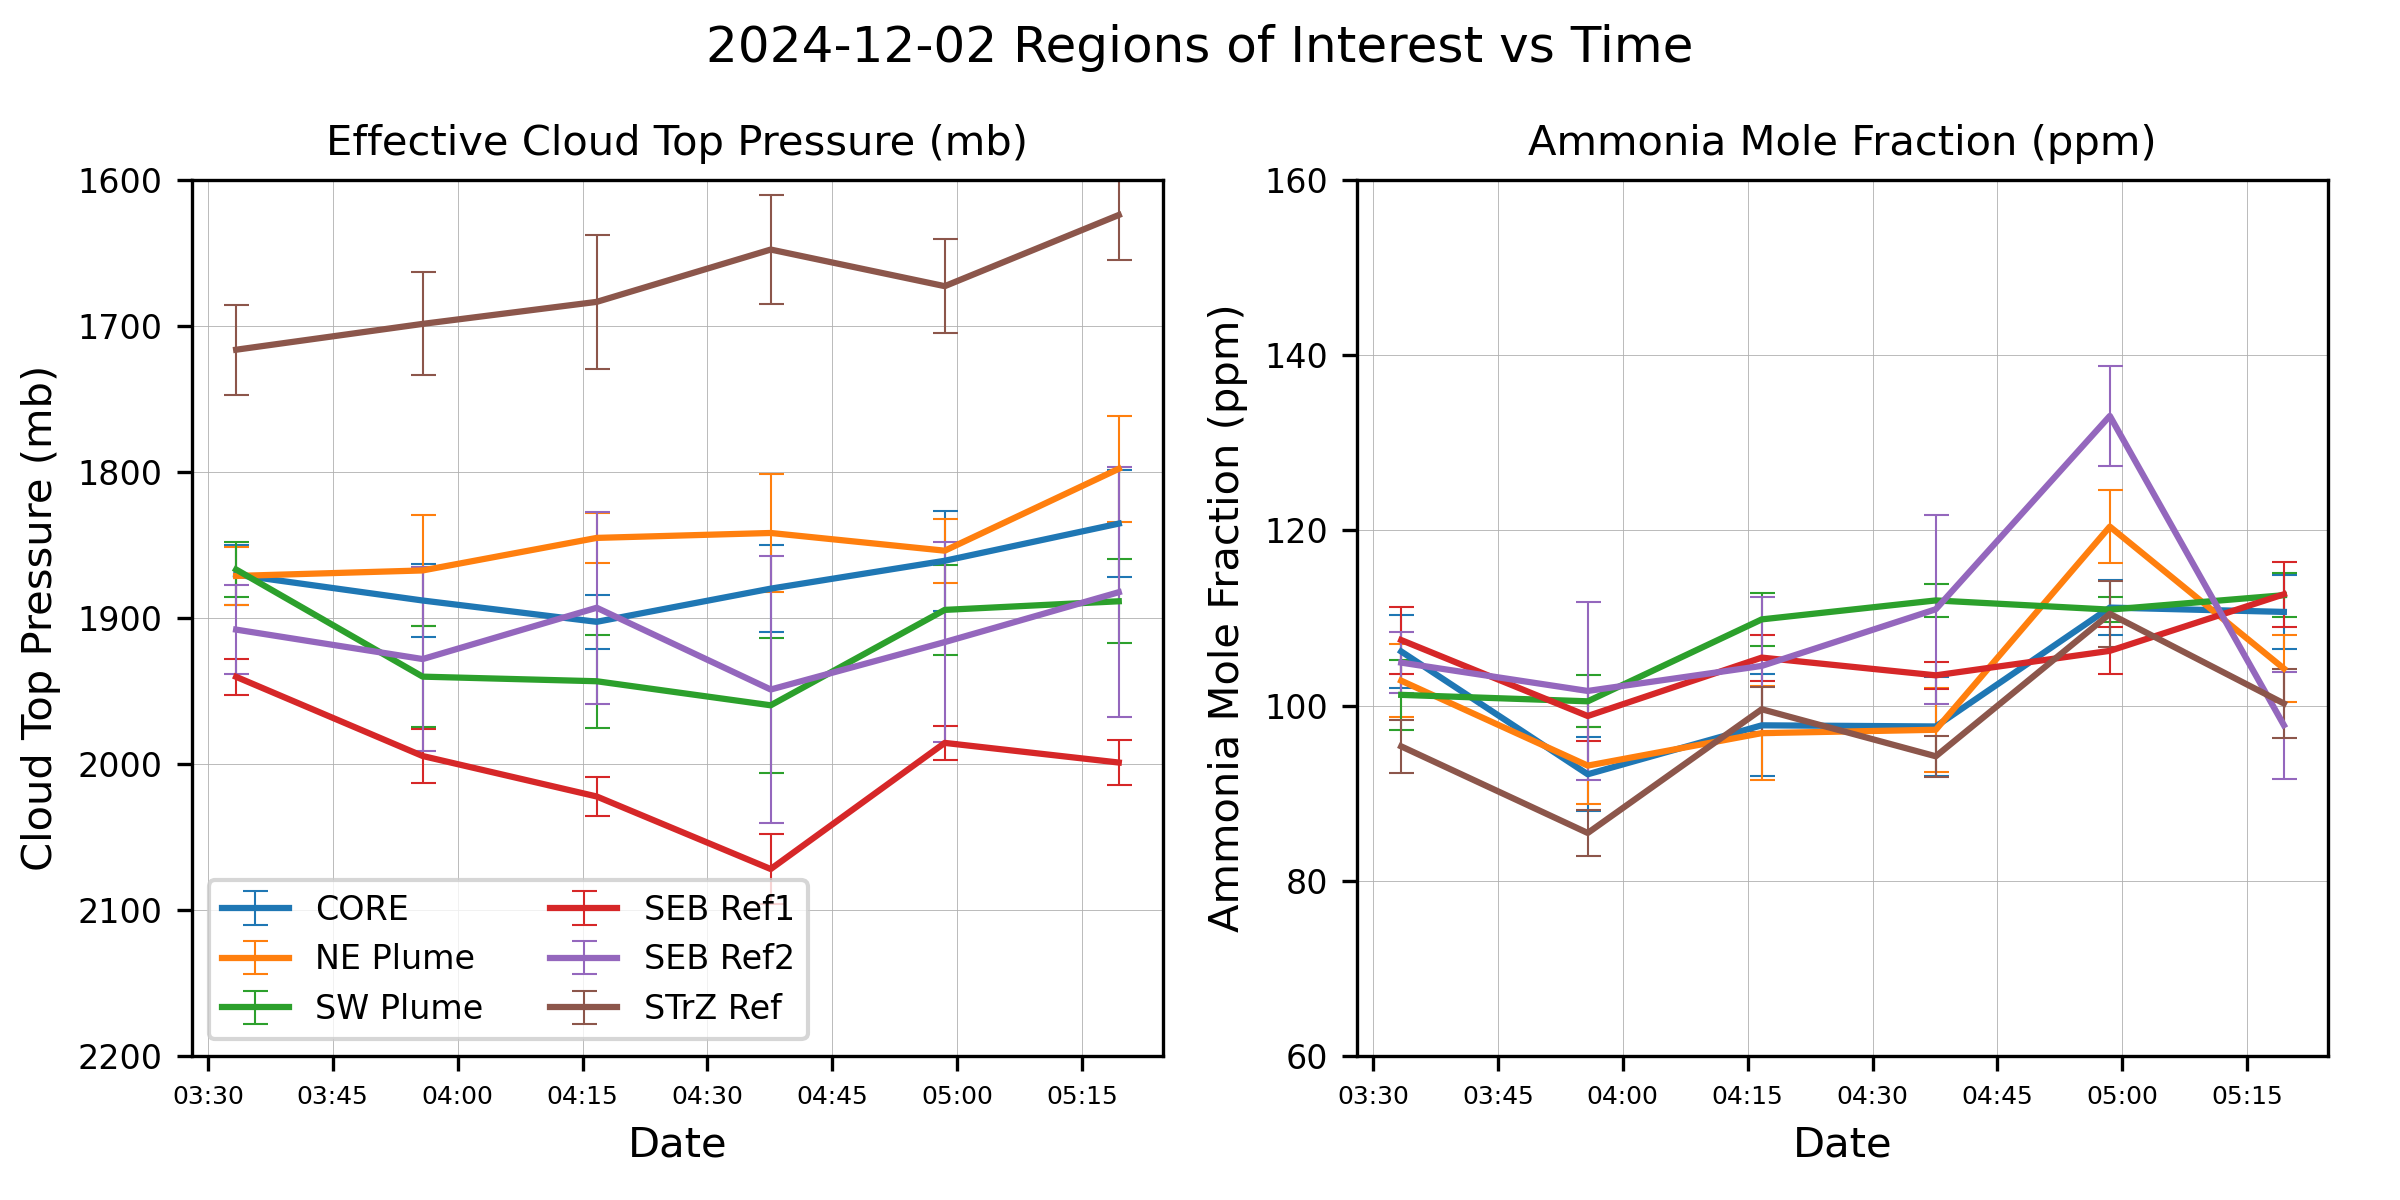 2024-12-02 Regions of Interest vs Time
Effective Cloud Top Pressure (mb)
Cloud Top Pressure (mb)
1600
1700
1800
1900
2000
2100
2200
CORE
NE Plume
SW Plume
SEB Ref1
SEB Ref2
STrZ Ref
03:30 03:45 04:00 04:15 04:30 04:45 05:00 05:15
Date
Ammonia Mole Fraction (ppm)
Ammonia Mole Fraction (ppm)
160
140
120
100
80
60
03:30 03:45 04:00 04:15 04:30 04:45 05:00 05:15
Date